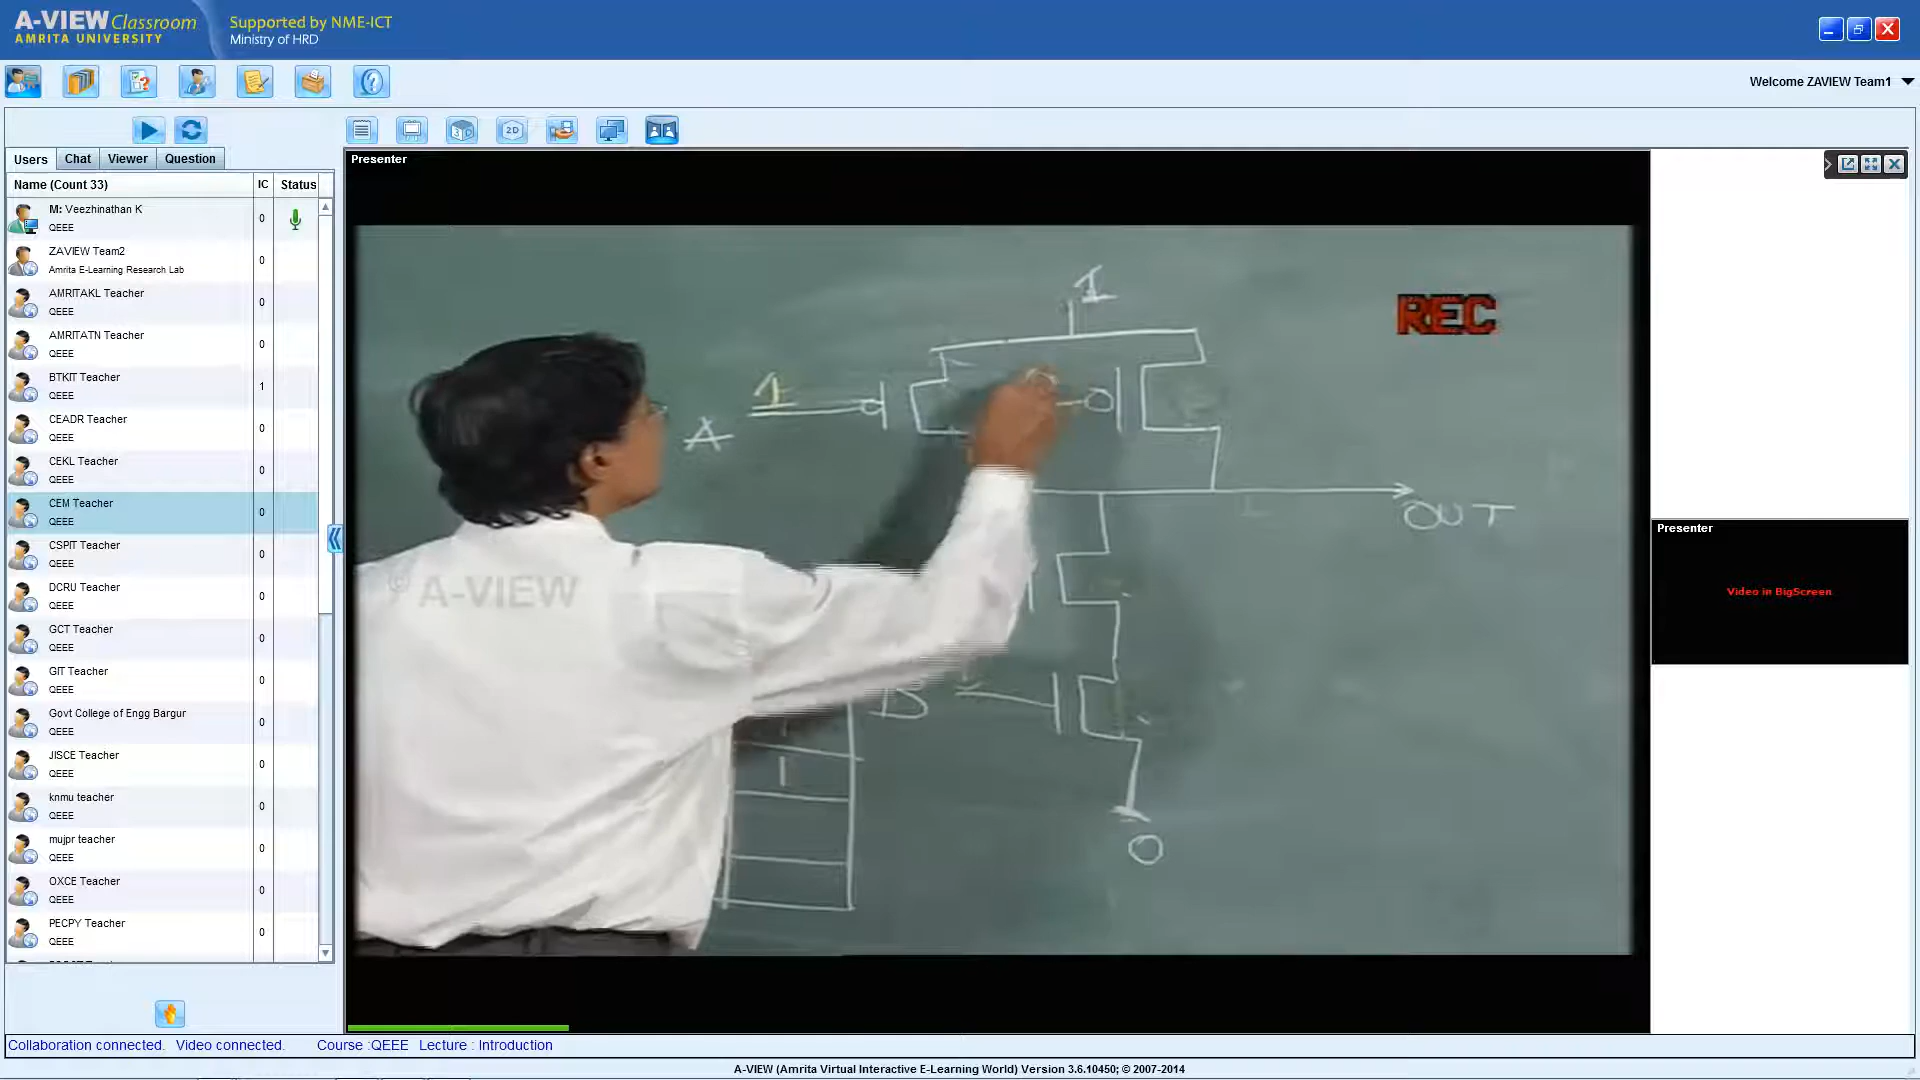 A-VIEW Classroom
AMRITA UNIVERSITY
Supported by NME-ICT
Ministry of HRD
Welcome ZAVIEW Team1
3D
2D
Users Chat Viewer Question
Name (Count 33) IC Status
M: Veezhinathan K
QEEE
0
ZAVIEW Team2
Amrita E-Learning Research Lab
0
AMRITAKL Teacher
QEEE
0
AMRITATN Teacher
QEEE
0
BTKIT Teacher
QEEE
1
CEADR Teacher
QEEE
0
CEKL Teacher
QEEE
0
CEM Teacher
QEEE
0
CSPIT Teacher
QEEE
0
DCRU Teacher
QEEE
0
GCT Teacher
QEEE
0
GIT Teacher
QEEE
0
Govt College of Engg Bargur
QEEE
0
JISCE Teacher
QEEE
0
knmu teacher
QEEE
0
mujpr teacher
QEEE
0
OXCE Teacher
QEEE
0
PECPY Teacher
QEEE
0
Presenter
REC
1
1
A
OUT
© A-VIEW
B
1
0
Presenter
Video in BigScreen
Collaboration connected. Video connected. Course :QEEE Lecture : Introduction
A-VIEW (Amrita Virtual Interactive E-Learning World) Version 3.6.10450; © 2007-2014